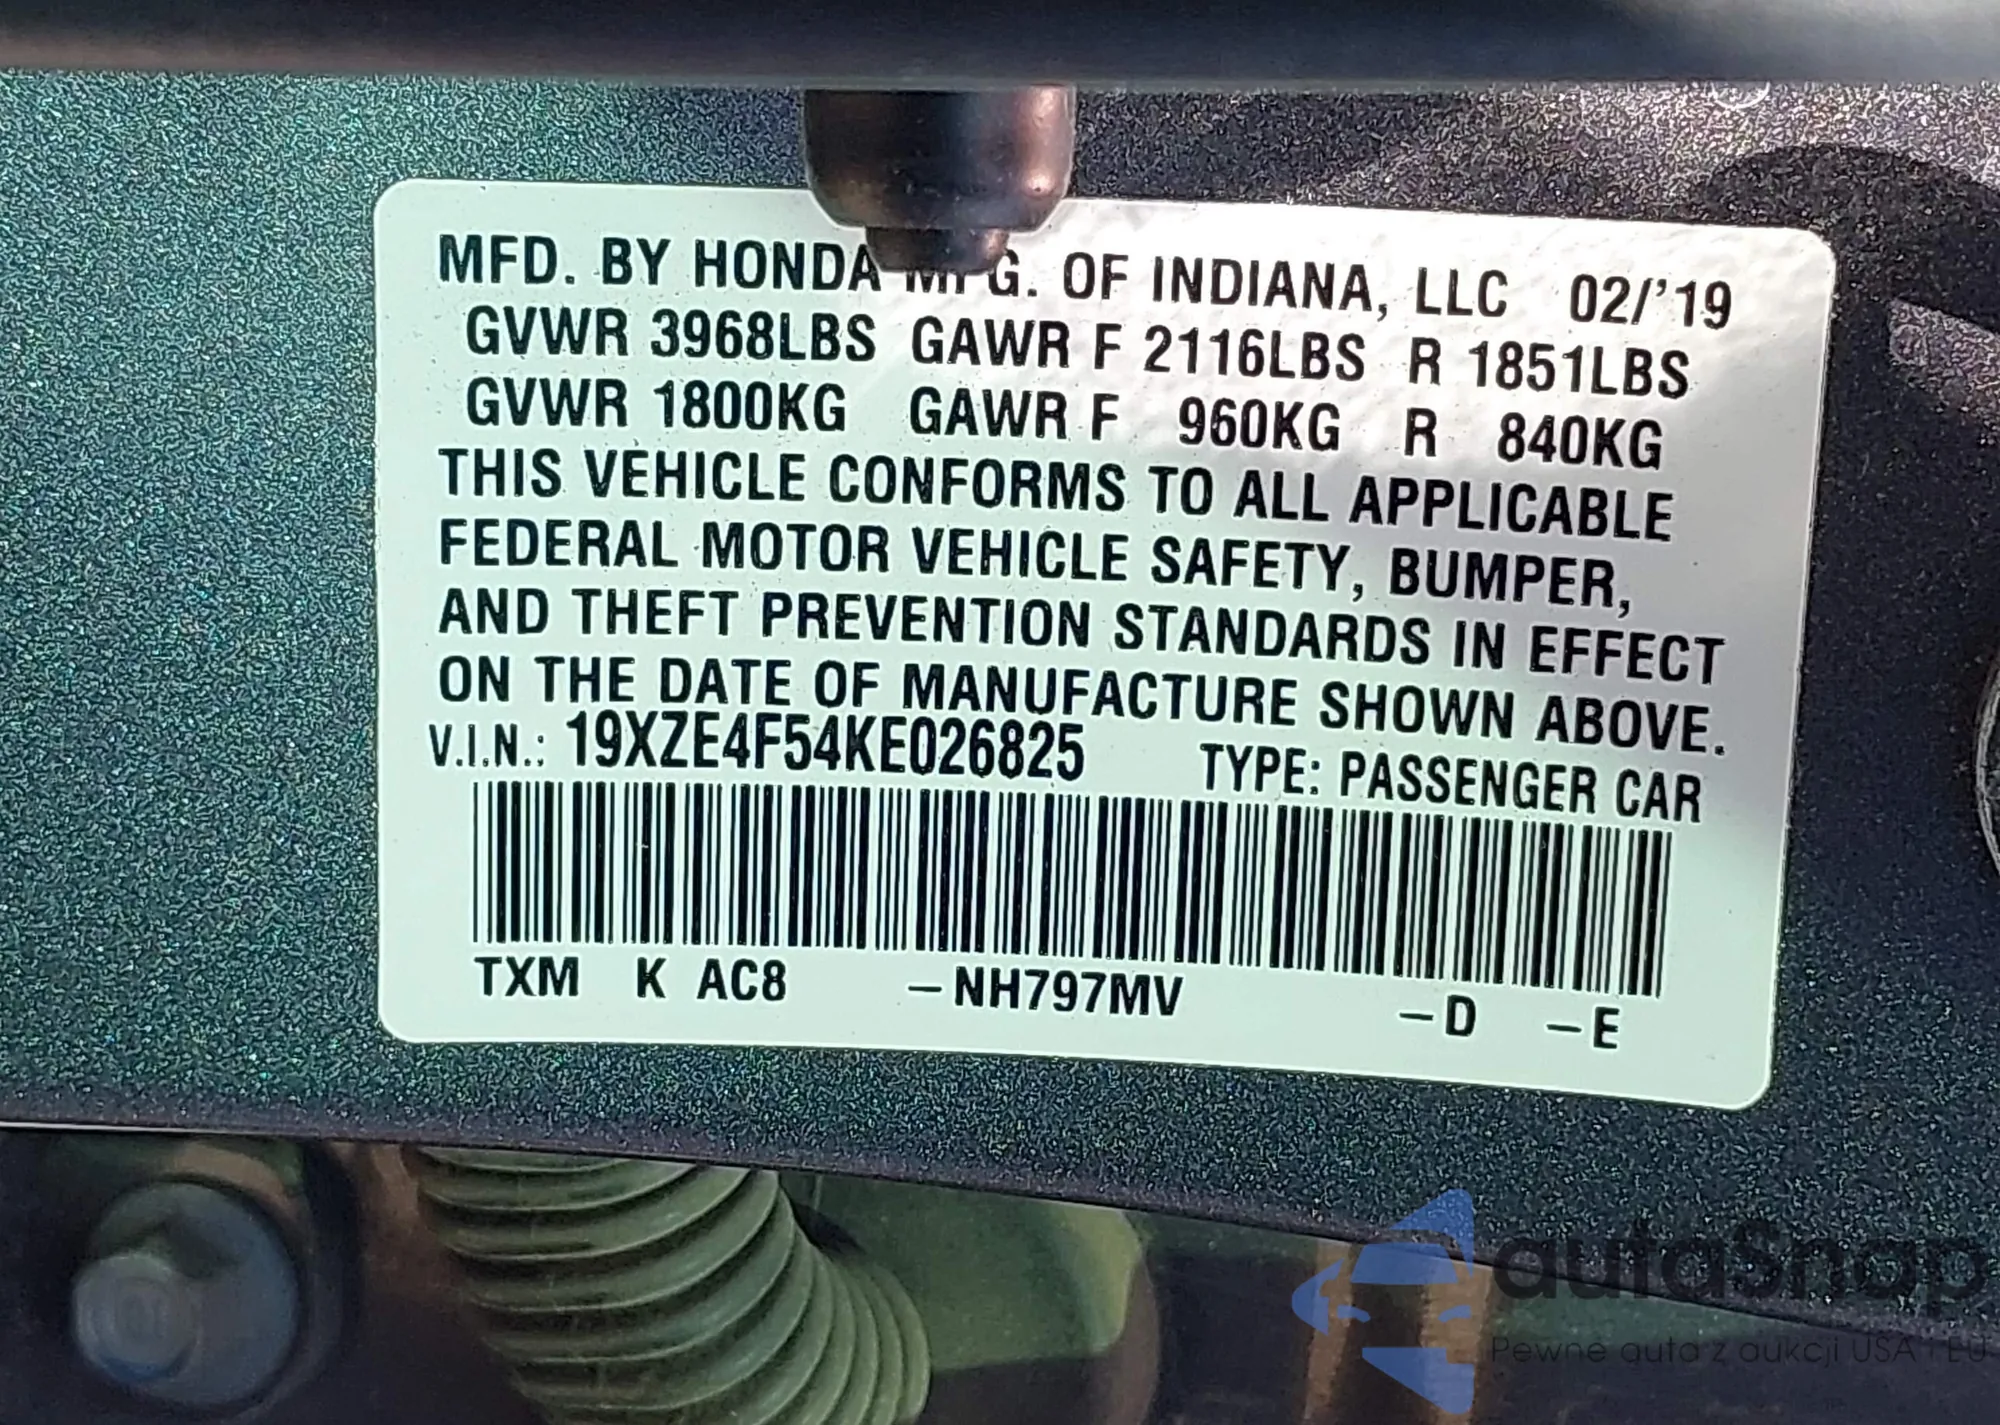 MFD. BY HONDA MFG. OF INDIANA, LLC 02/'19
GVWR 3968LBS GAWR F 2116LBS R 1851LBS
GVWR 1800KG GAWR F 960KG R 840KG
THIS VEHICLE CONFORMS TO ALL APPLICABLE
FEDERAL MOTOR VEHICLE SAFETY, BUMPER,
AND THEFT PREVENTION STANDARDS IN EFFECT
ON THE DATE OF MANUFACTURE SHOWN ABOVE.
V.I.N.: 19XZE4F54KE026825 TYPE: PASSENGER CAR
TXM K AC8 -NH797MV -D -E
autoSnap
Pewne auta z aukcji USA i EU